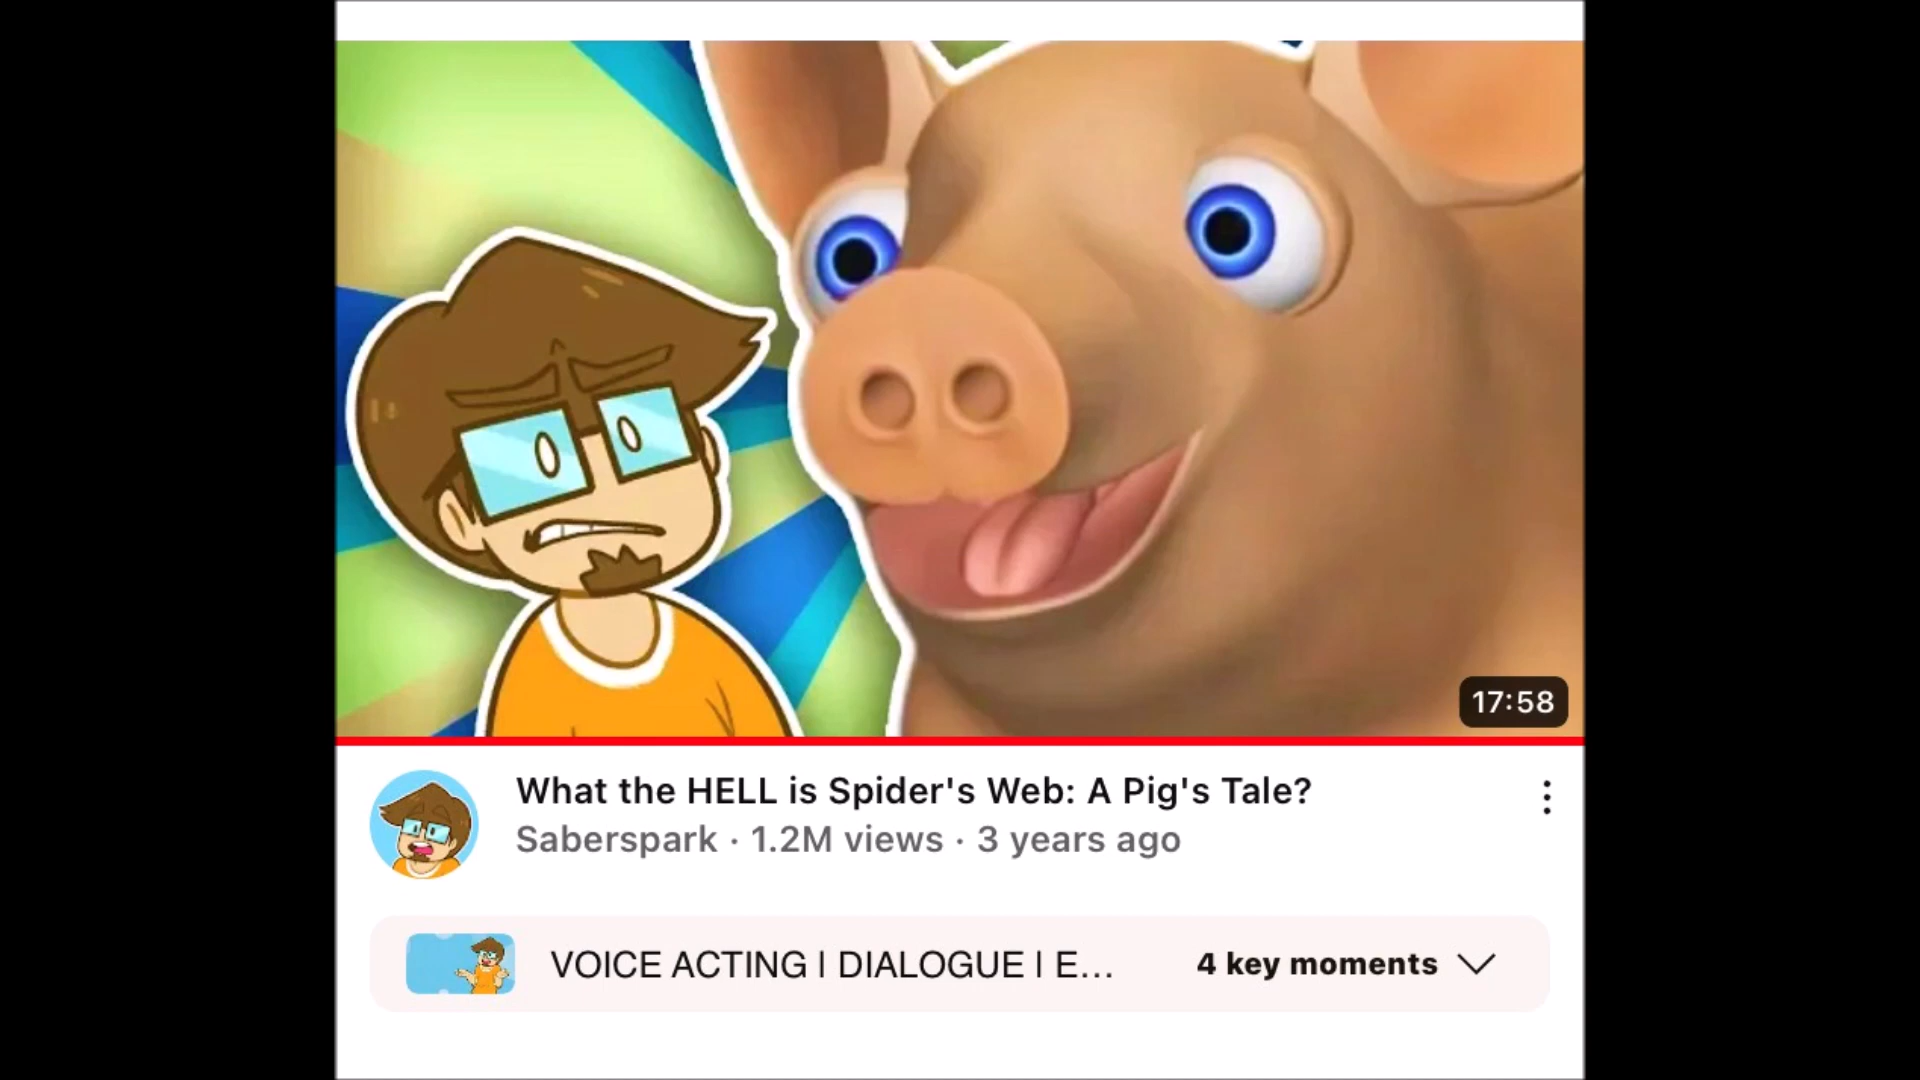 17:58
What the HELL is Spider's Web: A Pig's Tale?
Saberspark · 1.2M views · 3 years ago
VOICE ACTING | DIALOGUE | E...
4 key moments